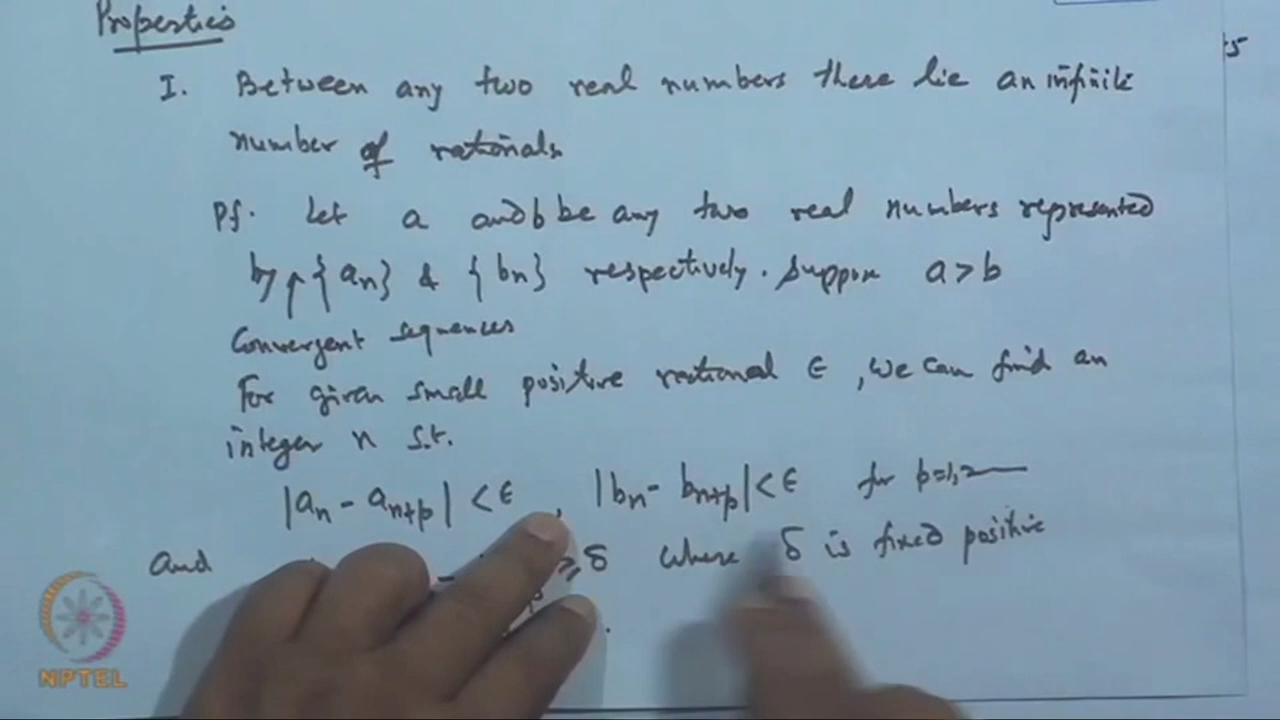 Properties
I. Between any two real numbers there lie an infinite
number of rationals.
Pf. Let a and b be any two real numbers represented
by {an} & {bn} respectively. Suppose a > b
Convergent sequences
For given small positive rational ε, we can find an
integer n s.t.
|an - an+p| < ε, |bn - bn+p| < ε for p=1,2
And ≥ δ where δ is fixed positive
NPTEL